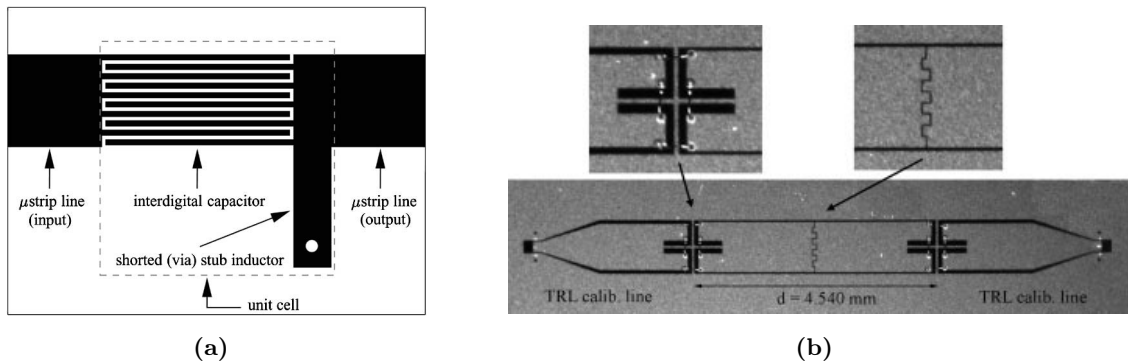 μstrip line
(input)
interdigital capacitor
μstrip line
(output)
shorted (via) stub inductor
unit cell
(a)
TRL calib. line
d = 4.540 mm
TRL calib. line
(b)